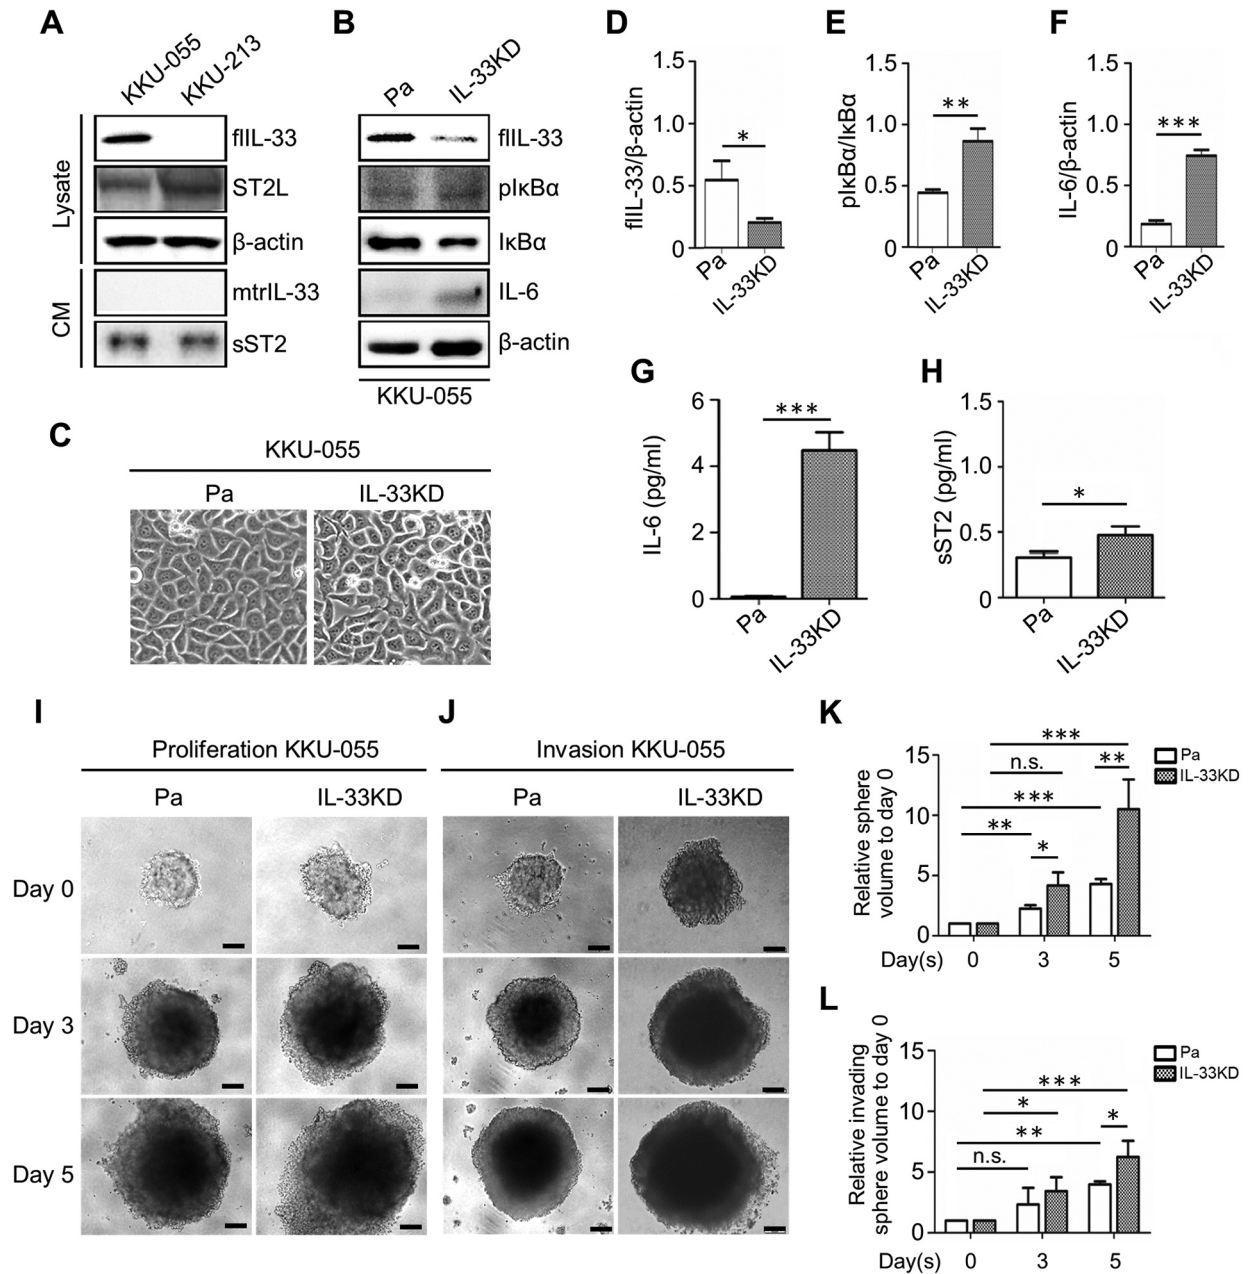 A
KKU-055
KKU-213
Lysate
flIL-33
ST2L
β-actin
CM
mtrIL-33
sST2
B
Pa
IL-33KD
flIL-33
pIκBα
IκBα
IL-6
β-actin
KKU-055
C
KKU-055
Pa
IL-33KD
D
flIL-33/β-actin
1.5
1.0
0.5
0
*
Pa
IL-33KD
E
pIκBα/IκBα
1.5
1.0
0.5
0
**
Pa
IL-33KD
F
IL-6/β-actin
1.5
1.0
0.5
0
***
Pa
IL-33KD
G
IL-6 (pg/ml)
6
4
2
0
***
Pa
IL-33KD
H
sST2 (pg/ml)
1.5
1.0
0.5
0
*
Pa
IL-33KD
I
Proliferation KKU-055
Pa
IL-33KD
Day 0
Day 3
Day 5
J
Invasion KKU-055
Pa
IL-33KD
K
Relative sphere
volume to day 0
15
10
5
0
***
n.s.
**
***
**
*
Pa
IL-33KD
Day(s) 0 3 5
L
Relative invading
sphere volume to day 0
15
10
5
0
***
*
*
**
n.s.
Pa
IL-33KD
Day(s) 0 3 5